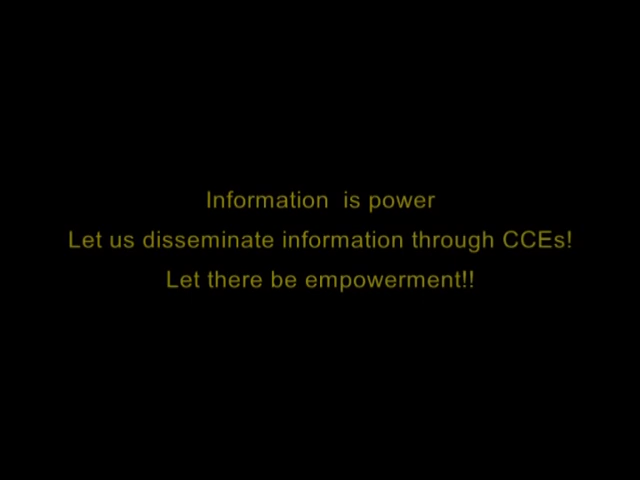 Information  is power
Let us disseminate information through CCEs!
Let there be empowerment!!